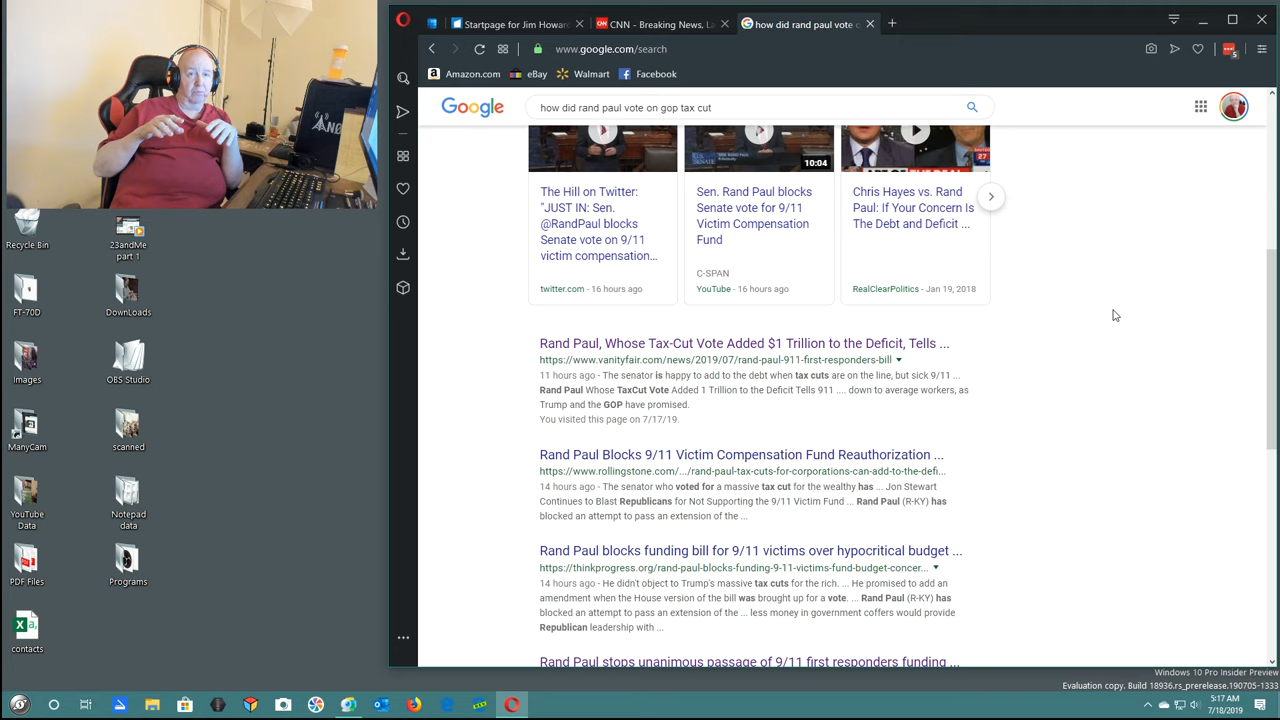 Startpage for Jim Howar
CNN - Breaking News, La
how did rand paul vote o
www.google.com/search
5
Amazon.com
eBay
Walmart
Facebook
Google
how did rand paul vote on gop tax cut
10:04
27
The Hill on Twitter:
"JUST IN: Sen.
@RandPaul blocks
Senate vote on 9/11
victim compensation…
twitter.com - 16 hours ago
Sen. Rand Paul blocks
Senate vote for 9/11
Victim Compensation
Fund
C-SPAN
YouTube - 16 hours ago
Chris Hayes vs. Rand
Paul: If Your Concern Is
The Debt and Deficit ...
RealClearPolitics - Jan 19, 2018
Rand Paul, Whose Tax-Cut Vote Added $1 Trillion to the Deficit, Tells ...
https://www.vanityfair.com/news/2019/07/rand-paul-911-first-responders-bill
11 hours ago - The senator is happy to add to the debt when tax cuts are on the line, but sick 9/11 ...
Rand Paul Whose TaxCut Vote Added 1 Trillion to the Deficit Tells 911 .... down to average workers, as
Trump and the GOP have promised.
You visited this page on 7/17/19.
Rand Paul Blocks 9/11 Victim Compensation Fund Reauthorization ...
https://www.rollingstone.com/.../rand-paul-tax-cuts-for-corporations-can-add-to-the-defi...
14 hours ago - The senator who voted for a massive tax cut for the wealthy has ... Jon Stewart
Continues to Blast Republicans for Not Supporting the 9/11 Victim Fund ... Rand Paul (R-KY) has
blocked an attempt to pass an extension of the ...
Rand Paul blocks funding bill for 9/11 victims over hypocritical budget ...
https://thinkprogress.org/rand-paul-blocks-funding-9-11-victims-fund-budget-concer...
14 hours ago - He didn't object to Trump's massive tax cuts for the rich. ... He promised to add an
amendment when the House version of the bill was brought up for a vote. ... Rand Paul (R-KY) has
blocked an attempt to pass an extension of the ... less money in government coffers would provide
Republican leadership with ...
Rand Paul stops unanimous passage of 9/11 first responders funding ...
Recycle Bin
23andMe
part 1
FT-70D
DownLoads
Images
OBS Studio
ManyCam
scanned
YouTube
Data
Notepad
data
PDF Files
Programs
contacts
Windows 10 Pro Insider Preview
Evaluation copy. Build 18936.rs_prerelease.190705-1333
5:17 AM
7/18/2019